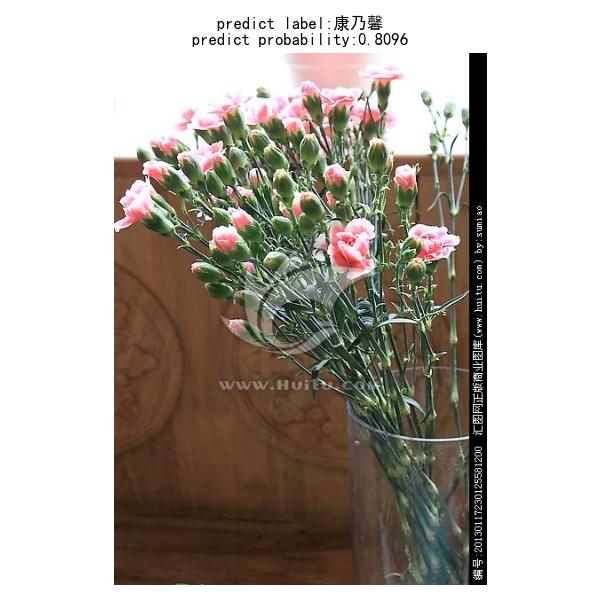 predict label:康乃馨
predict probability:0.8096
www.Huitu.com
编号:20130117230125581200 汇图网正版商业图库(www.huitu.com) by:sumiao